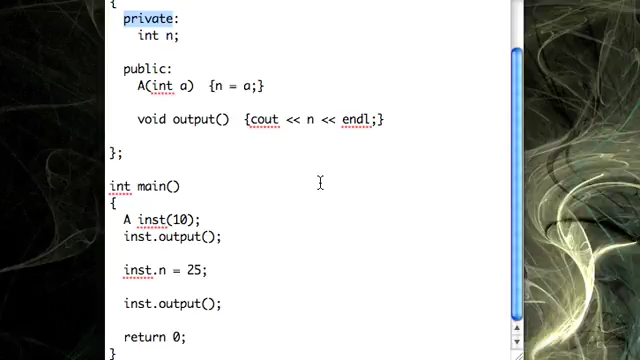 {
private:
int n;
public:
A(int a) {n = a;}
void output() {cout << n << endl;}
};
int main()
{
A inst(10);
inst.output();
inst.n = 25;
inst.output();
return 0;
}